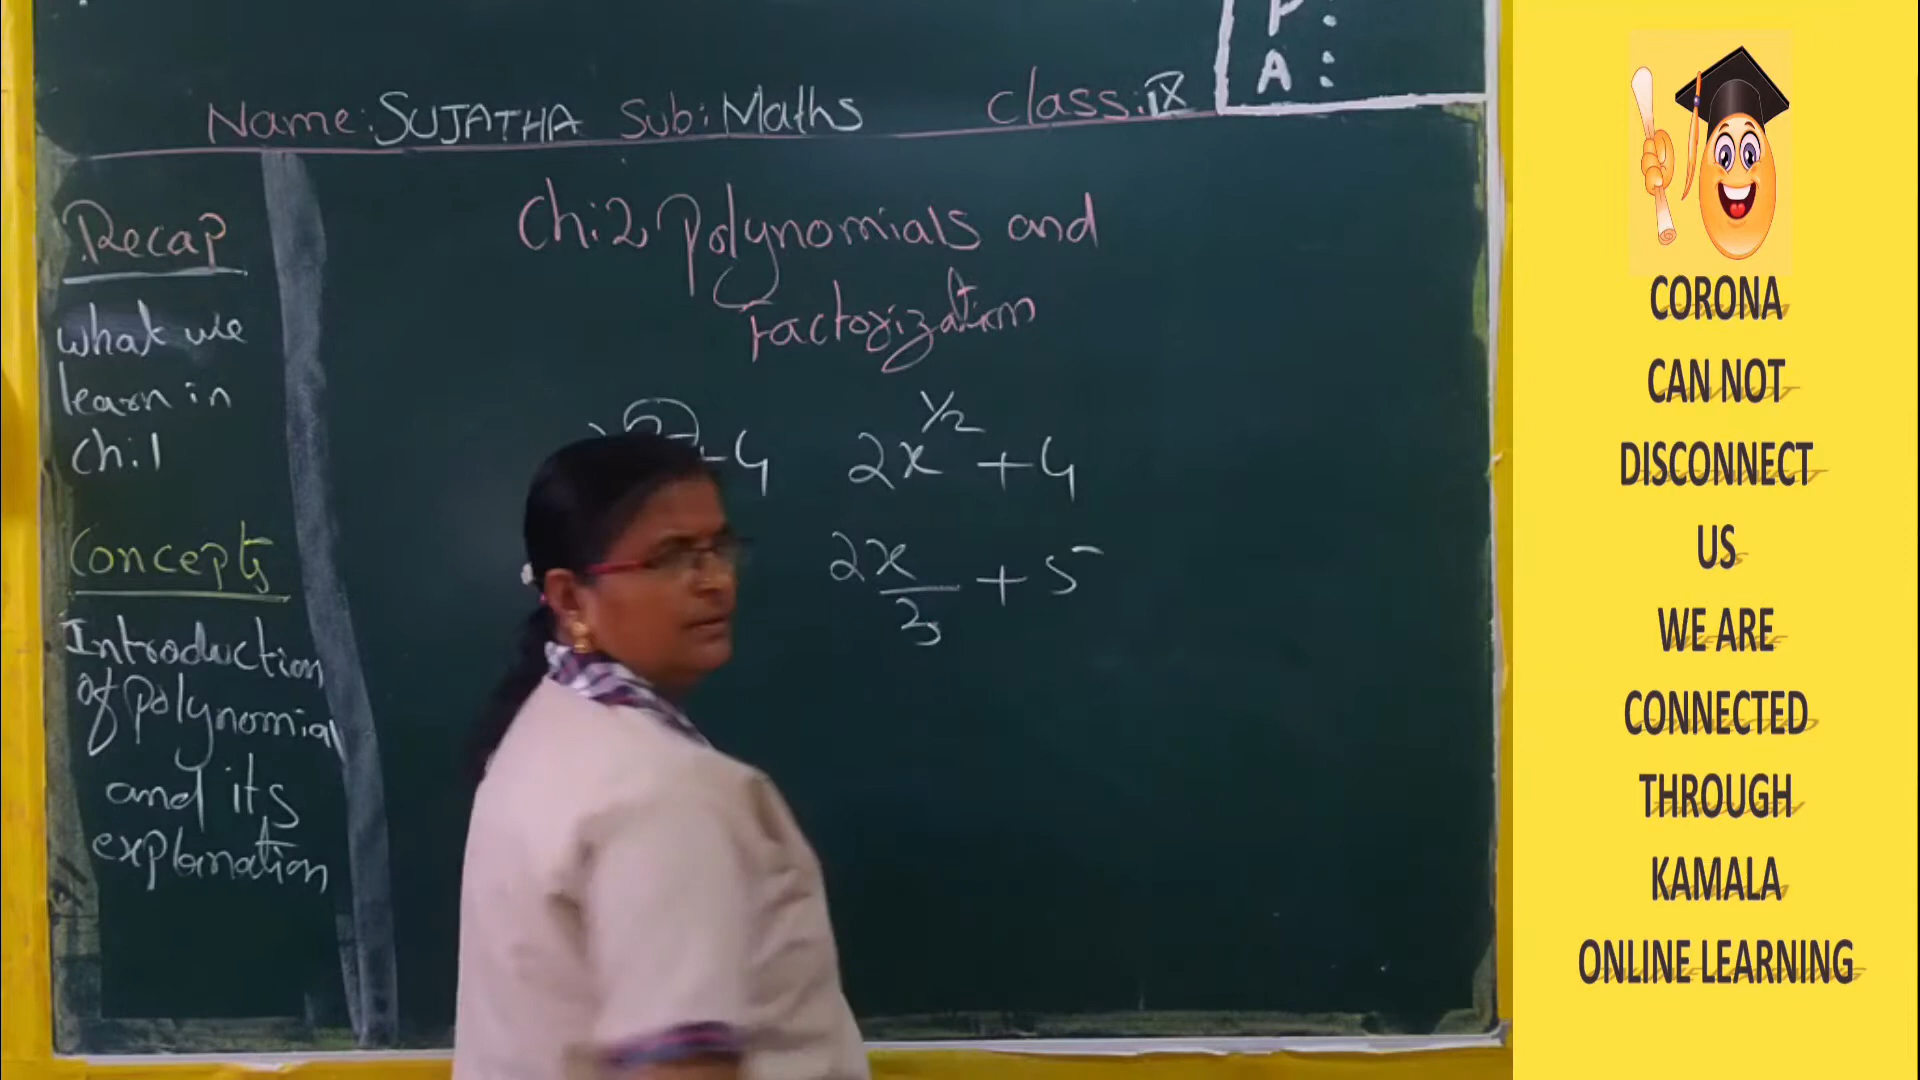 P:
A:
Name: SUJATHA Sub: Maths Class: IX
Recap
what we
learn in
Ch:1
Concepts
Introduction
of polynomial
and its
explanation
Ch:2 Polynomials and
Factorization
-4 2x^1/2 + 4
2x/3 + 5
CORONA
CAN NOT
DISCONNECT
US
WE ARE
CONNECTED
THROUGH
KAMALA
ONLINE LEARNING